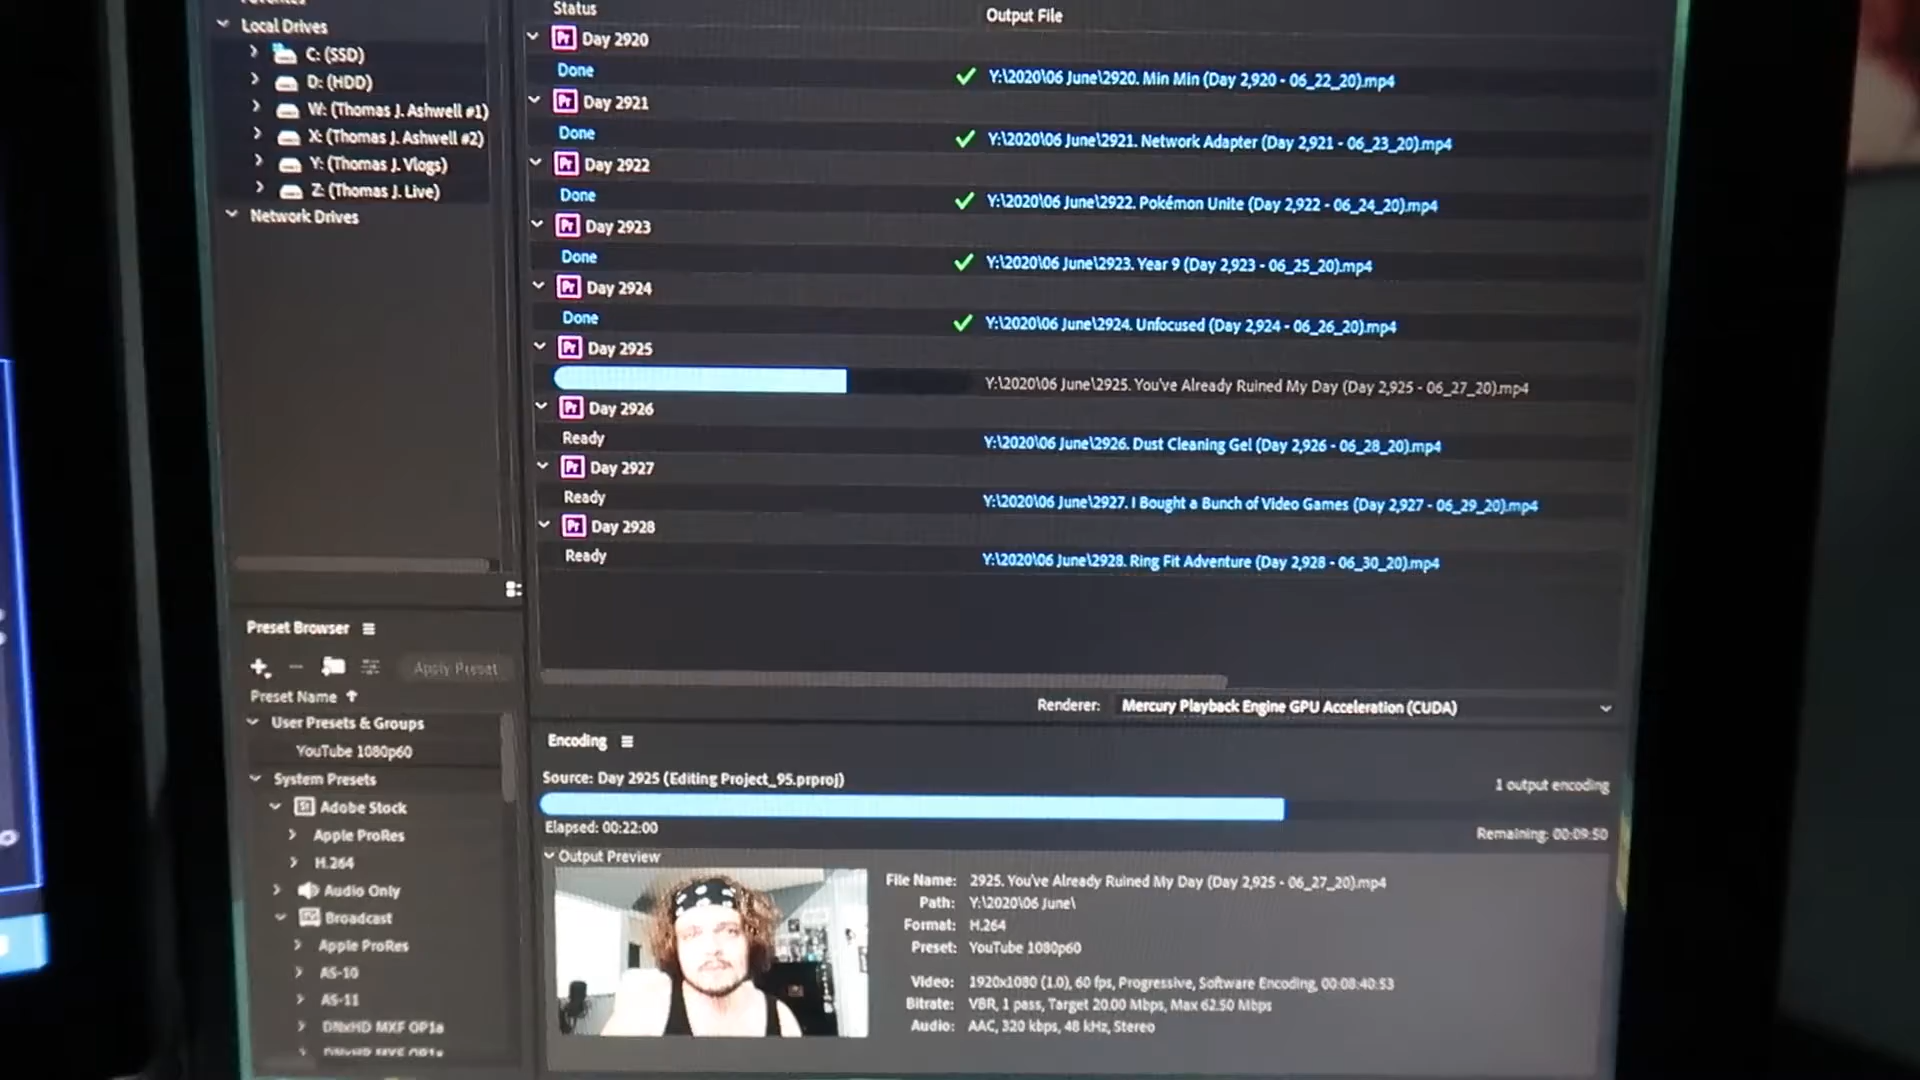 Local Drives
C: (SSD)
D: (HDD)
W: (Thomas J. Ashwell #1)
X: (Thomas J. Ashwell #2)
Y: (Thomas J. Vlogs)
Z: (Thomas J. Live)
Network Drives
Status
Output File
Pr Day 2920
Done
Y:\2020\06 June\2920. Min Min (Day 2,920 - 06_22_20).mp4
Pr Day 2921
Done
Y:\2020\06 June\2921. Network Adapter (Day 2,921 - 06_23_20).mp4
Pr Day 2922
Done
Y:\2020\06 June\2922. Pokémon Unite (Day 2,922 - 06_24_20).mp4
Pr Day 2923
Done
Y:\2020\06 June\2923. Year 9 (Day 2,923 - 06_25_20).mp4
Pr Day 2924
Done
Y:\2020\06 June\2924. Unfocused (Day 2,924 - 06_26_20).mp4
Pr Day 2925
Y:\2020\06 June\2925. You've Already Ruined My Day (Day 2,925 - 06_27_20).mp4
Pr Day 2926
Ready
Y:\2020\06 June\2926. Dust Cleaning Gel (Day 2,926 - 06_28_20).mp4
Pr Day 2927
Ready
Y:\2020\06 June\2927. I Bought a Bunch of Video Games (Day 2,927 - 06_29_20).mp4
Pr Day 2928
Ready
Y:\2020\06 June\2928. Ring Fit Adventure (Day 2,928 - 06_30_20).mp4
Renderer: Mercury Playback Engine GPU Acceleration (CUDA)
Preset Browser
Apply Preset
Preset Name
User Presets & Groups
YouTube 1080p60
System Presets
St Adobe Stock
Apple ProRes
H.264
Audio Only
Broadcast
Apple ProRes
AS-10
AS-11
DNxHD MXF OP1a
Encoding
Source: Day 2925 (Editing Project_95.prproj)
1 output encoding
Elapsed: 00:22:00
Remaining: 00:09:50
Output Preview
File Name: 2925. You've Already Ruined My Day (Day 2,925 - 06_27_20).mp4
Path: Y:\2020\06 June\
Format: H.264
Preset: YouTube 1080p60
Video: 1920x1080 (1.0), 60 fps, Progressive, Software Encoding, 00:08:40:53
Bitrate: VBR, 1 pass, Target 20.00 Mbps, Max 62.50 Mbps
Audio: AAC, 320 kbps, 48 kHz, Stereo